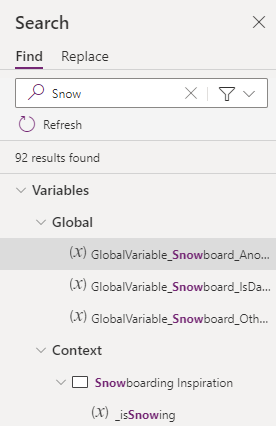 Search
Find Replace
Snow
Refresh
92 results found
Variables
Global
(x) GlobalVariable_Snowboard_Ano...
(x) GlobalVariable_Snowboard_IsDa...
(x) GlobalVariable_Snowboard_Oth...
Context
Snowboarding Inspiration
(x) _isSnowing